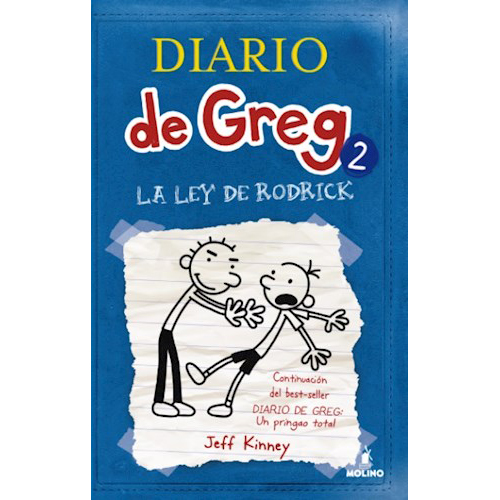 DIARIO
de Greg
2
LA LEY DE RODRICK
Continuación
del best-seller
DIARIO DE GREG:
Un pringao total
Jeff Kinney
MOLINO